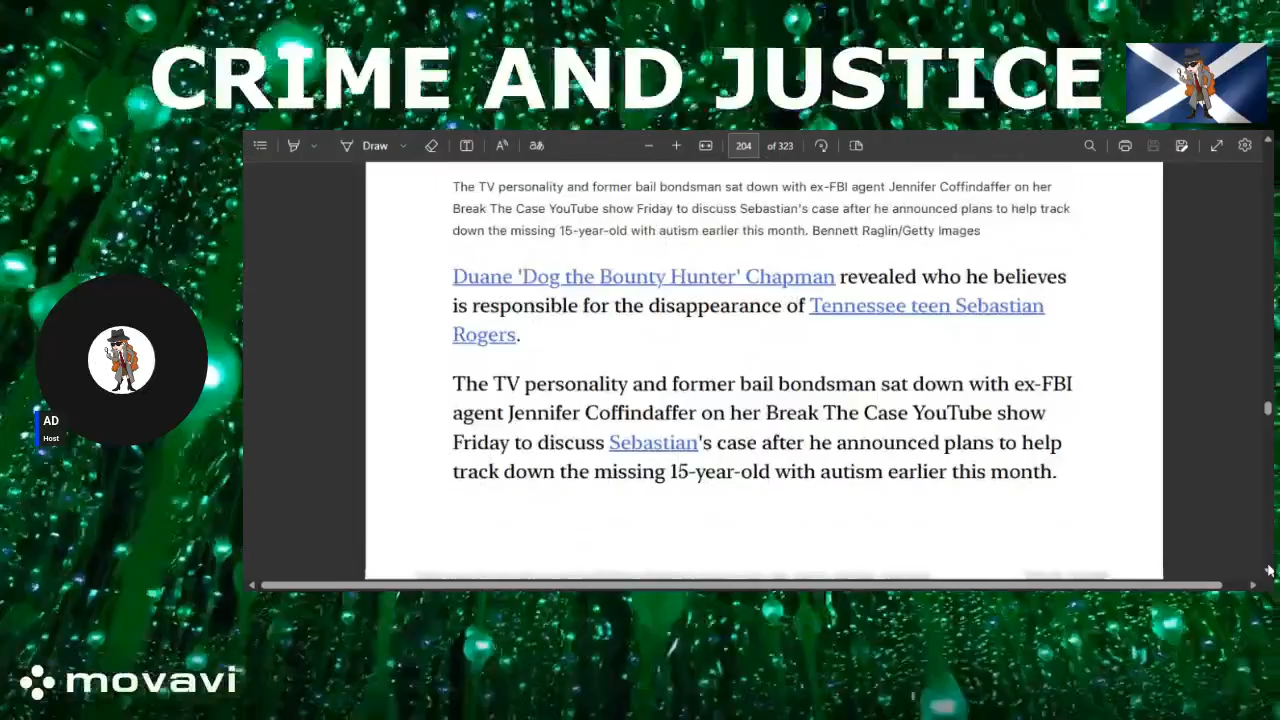 CRIME AND JUSTICE
Draw
204 of 323
The TV personality and former bail bondsman sat down with ex-FBI agent Jennifer Coffindaffer on her
Break The Case YouTube show Friday to discuss Sebastian's case after he announced plans to help track
down the missing 15-year-old with autism earlier this month. Bennett Raglin/Getty Images
Duane 'Dog the Bounty Hunter' Chapman revealed who he believes
is responsible for the disappearance of Tennessee teen Sebastian
Rogers.
The TV personality and former bail bondsman sat down with ex-FBI
agent Jennifer Coffindaffer on her Break The Case YouTube show
Friday to discuss Sebastian's case after he announced plans to help
track down the missing 15-year-old with autism earlier this month.
AD
Host
movavi